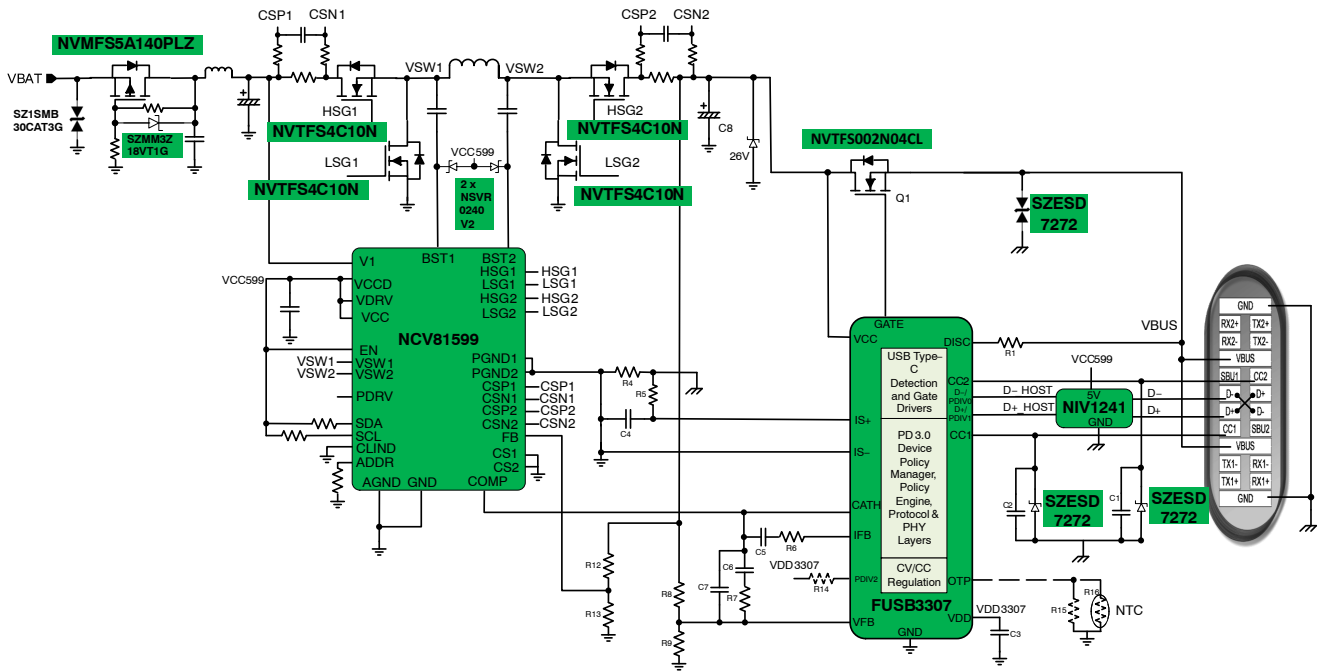 CSP1 CSN1
CSP2 CSN2
NVMFS5A140PLZ
VBAT
VSW1
VSW2
SZ1SMB
30CAT3G
SZMM3Z
18VT1G
HSG1
NVTFS4C10N
HSG2
NVTFS4C10N
C8
26V
NVTFS002N04CL
LSG1
NVTFS4C10N
VCC599
LSG2
NVTFS4C10N
2 x
NSVR
0240
V2
Q1
SZESD
7272
V1
BST1
BST2
VCC599
VCCD
VDRV
VCC
HSG1
HSG1
LSG1
LSG1
HSG2
HSG2
LSG2
LSG2
NCV81599
EN
VSW1
VSW1
VSW2
VSW2
PDRV
SDA
SCL
CLIND
ADDR
AGND
GND
PGND1
PGND2
CSP1
CSP1
CSN1
CSN1
CSP2
CSP2
CSN2
CSN2
FB
CS1
CS2
COMP
R4
R5
C4
GATE
VCC
DISC
R1
VBUS
USB Type-
C
Detection
and Gate
Drivers
CC2
D−/
PDIV0
D+/
PDIV1
CC1
IS+
IS−
PD 3.0
Device
Policy
Manager,
Policy
Engine,
Protocol &
PHY
Layers
CATH
IFB
PDIV2
CV/CC
Regulation
OTP
FUSB3307
VFB
VDD
GND
VCC599
D− HOST
D+ HOST
5V
NIV1241
GND
D−
D+
GND
RX2+
TX2+
RX2-
TX2-
VBUS
SBU1
CC2
D-
D+
D+
D-
CC1
SBU2
VBUS
TX1-
RX1-
TX1+
RX1+
GND
C2
SZESD
7272
C1
SZESD
7272
C5
R6
C6
C7
R7
R8
R9
R12
R13
VDD3307
R14
VDD3307
C3
R15
R16
NTC